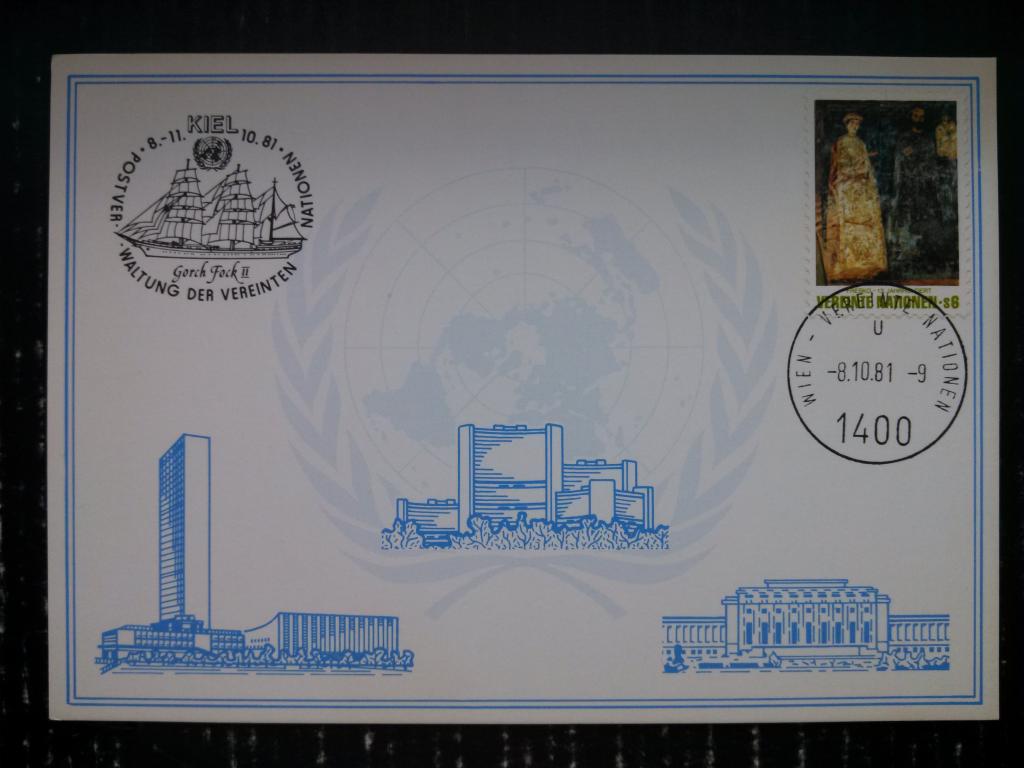 8.-11. KIEL 10.81 •
POSTVERWALTUNG DER VEREINTEN NATIONEN
Gorch Fock II
VEREINTE NATIONEN · s6
WIEN - VEREINTE NATIONEN
U
-8.10.81 -9
1400